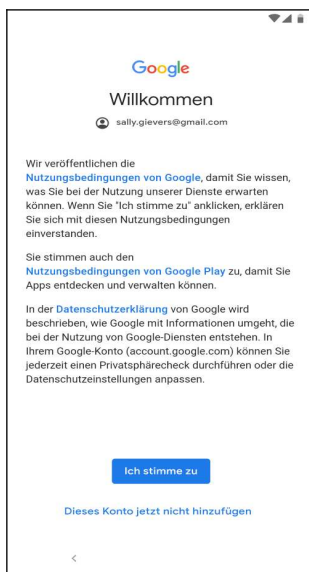 Google
Willkommen
sally.gievers@gmail.com
Wir veröffentlichen die
Nutzungsbedingungen von Google, damit Sie wissen,
was Sie bei der Nutzung unserer Dienste erwarten
können. Wenn Sie "Ich stimme zu" anklicken, erklären
Sie sich mit diesen Nutzungsbedingungen
einverstanden.
Sie stimmen auch den
Nutzungsbedingungen von Google Play zu, damit Sie
Apps entdecken und verwalten können.
In der Datenschutzerklärung von Google wird
beschrieben, wie Google mit Informationen umgeht, die
bei der Nutzung von Google-Diensten entstehen. In
Ihrem Google-Konto (account.google.com) können Sie
jederzeit einen Privatsphärecheck durchführen oder die
Datenschutzeinstellungen anpassen.
Ich stimme zu
Dieses Konto jetzt nicht hinzufügen